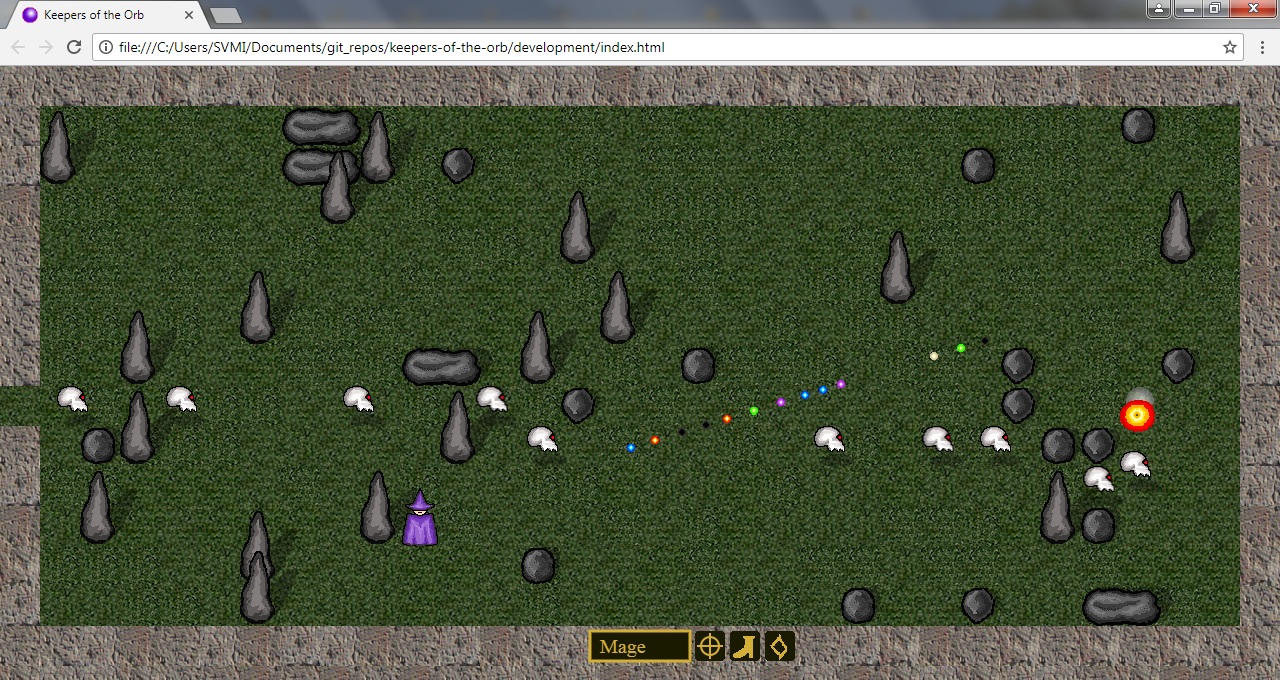 Keepers of the Orb
file:///C:/Users/SVMI/Documents/git_repos/keepers-of-the-orb/development/index.html
Mage